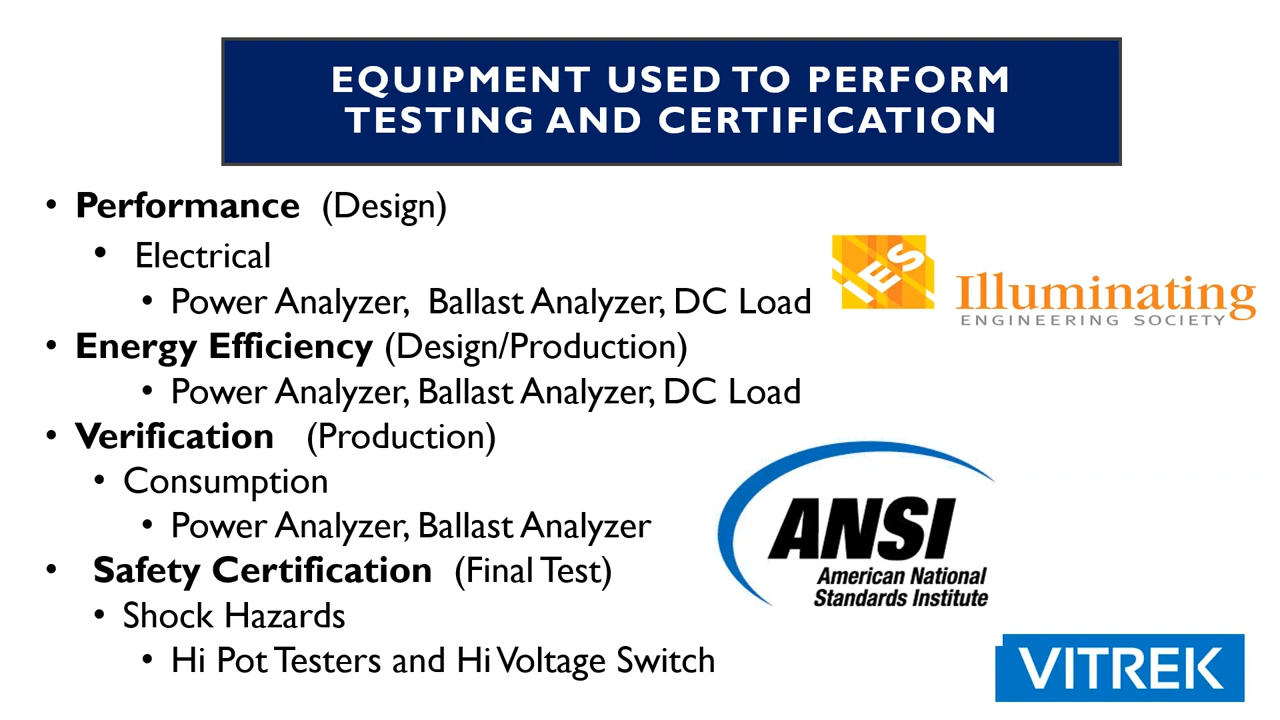 EQUIPMENT USED TO PERFORM
TESTING AND CERTIFICATION
• Performance (Design)
• Electrical
• Power Analyzer, Ballast Analyzer, DC Load
• Energy Efficiency (Design/Production)
• Power Analyzer, Ballast Analyzer, DC Load
• Verification (Production)
• Consumption
• Power Analyzer, Ballast Analyzer
• Safety Certification (Final Test)
• Shock Hazards
• Hi Pot Testers and Hi Voltage Switch
IES
Illuminating
ENGINEERING SOCIETY
ANSI
American National
Standards Institute
VITREK